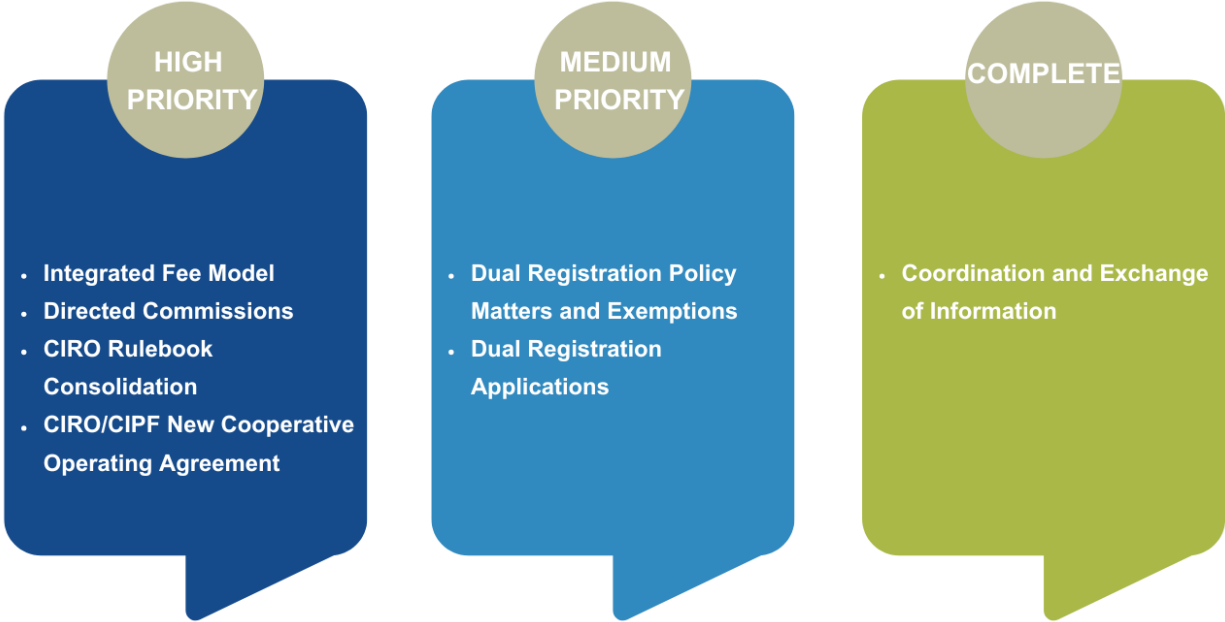 HIGH
PRIORITY
• Integrated Fee Model
• Directed Commissions
• CIRO Rulebook
Consolidation
• CIRO/CIPF New Cooperative
Operating Agreement
MEDIUM
PRIORITY
• Dual Registration Policy
Matters and Exemptions
• Dual Registration
Applications
COMPLETE
• Coordination and Exchange
of Information